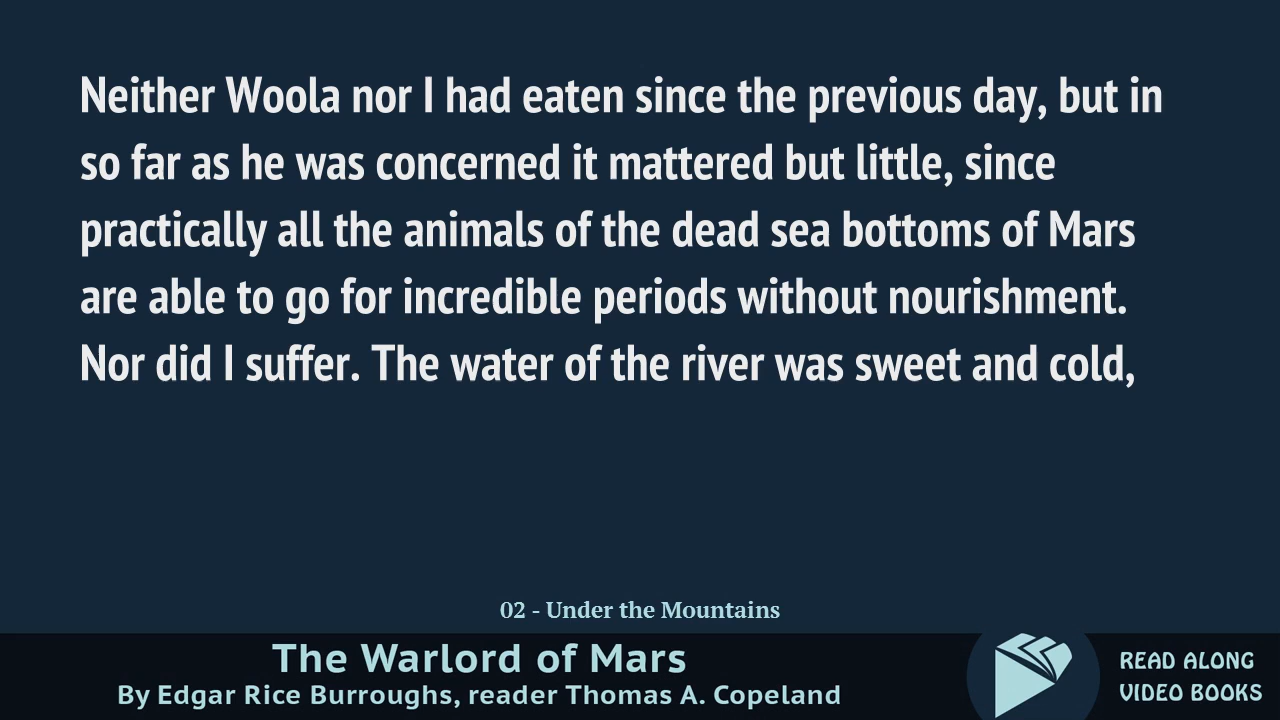 Neither Woola nor I had eaten since the previous day, but in
so far as he was concerned it mattered but little, since
practically all the animals of the dead sea bottoms of Mars
are able to go for incredible periods without nourishment.
Nor did I suffer. The water of the river was sweet and cold,
02 - Under the Mountains
The Warlord of Mars
By Edgar Rice Burroughs, reader Thomas A. Copeland
READ ALONG
VIDEO BOOKS